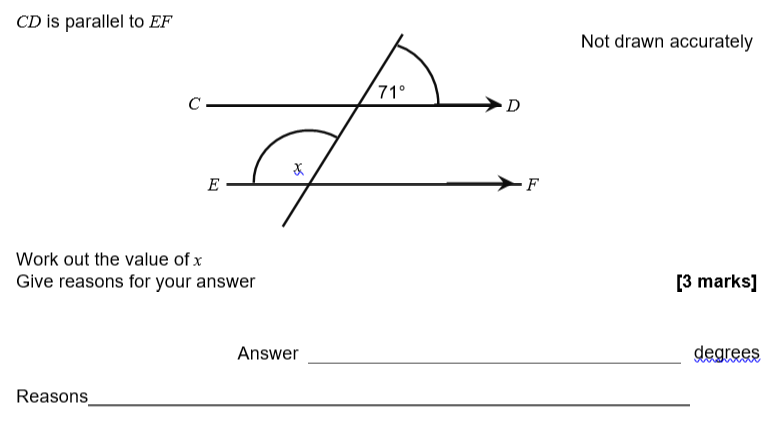 CD is parallel to EF
Not drawn accurately
71°
C
D
x
E
F
Work out the value of x
Give reasons for your answer
[3 marks]
Answer
degrees
Reasons